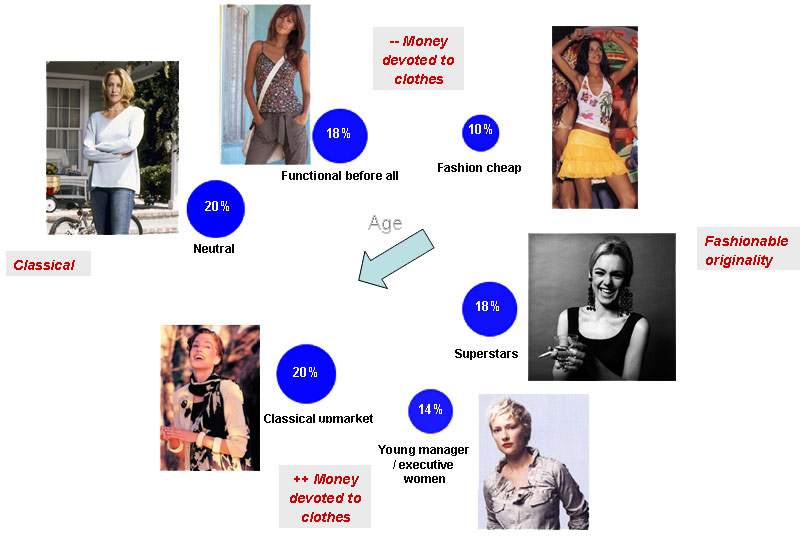 -- Money
devoted to
clothes
18%
10%
Functional before all
Fashion cheap
20%
Neutral
Age
Classical
Fashionable
originality
18%
Superstars
20%
Classical upmarket
14%
Young manager
/ executive
women
++ Money
devoted to
clothes